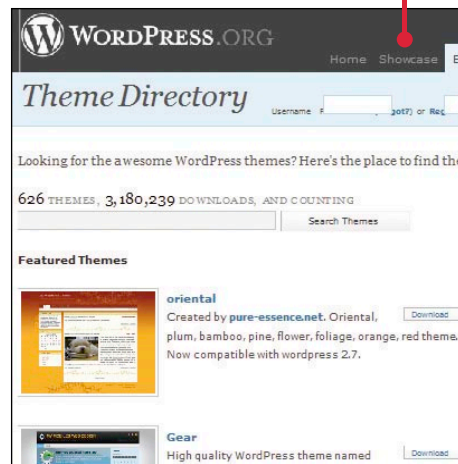 WORDPRESS.ORG
Home Showcase E
Theme Directory
Username or Reg
Looking for the awesome WordPress themes? Here's the place to find the
626 THEMES, 3,180,239 DOWNLOADS, AND COUNTING
Search Themes
Featured Themes
oriental
Created by pure-essence.net. Oriental, Download
plum, bamboo, pine, flower, foliage, orange, red theme.
Now compatible with wordpress 2.7.
Gear
High quality WordPress theme named Download